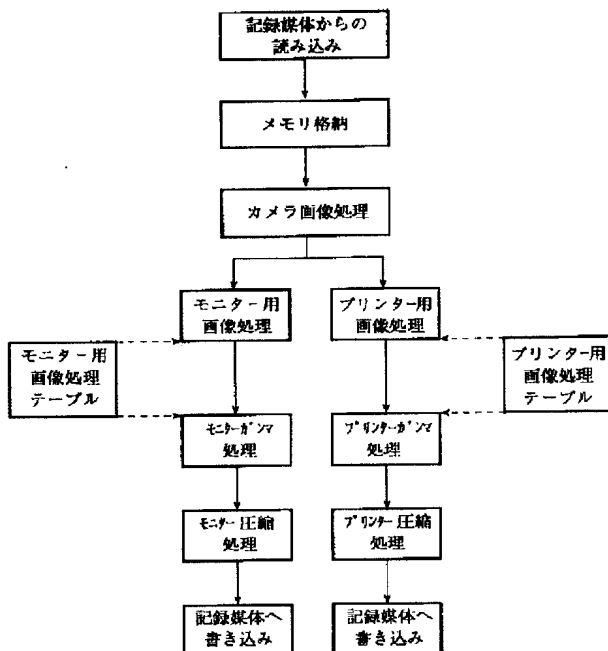 記録媒体からの
読み込み
メモリ格納
カメラ画像処理
モニター用
画像処理
プリンター用
画像処理
モニター用
画像処理
テーブル
プリンター用
画像処理
テーブル
モニターガンマ
処理
プリンターガンマ
処理
モニター圧縮
処理
プリンター圧縮
処理
記録媒体へ
書き込み
記録媒体へ
書き込み